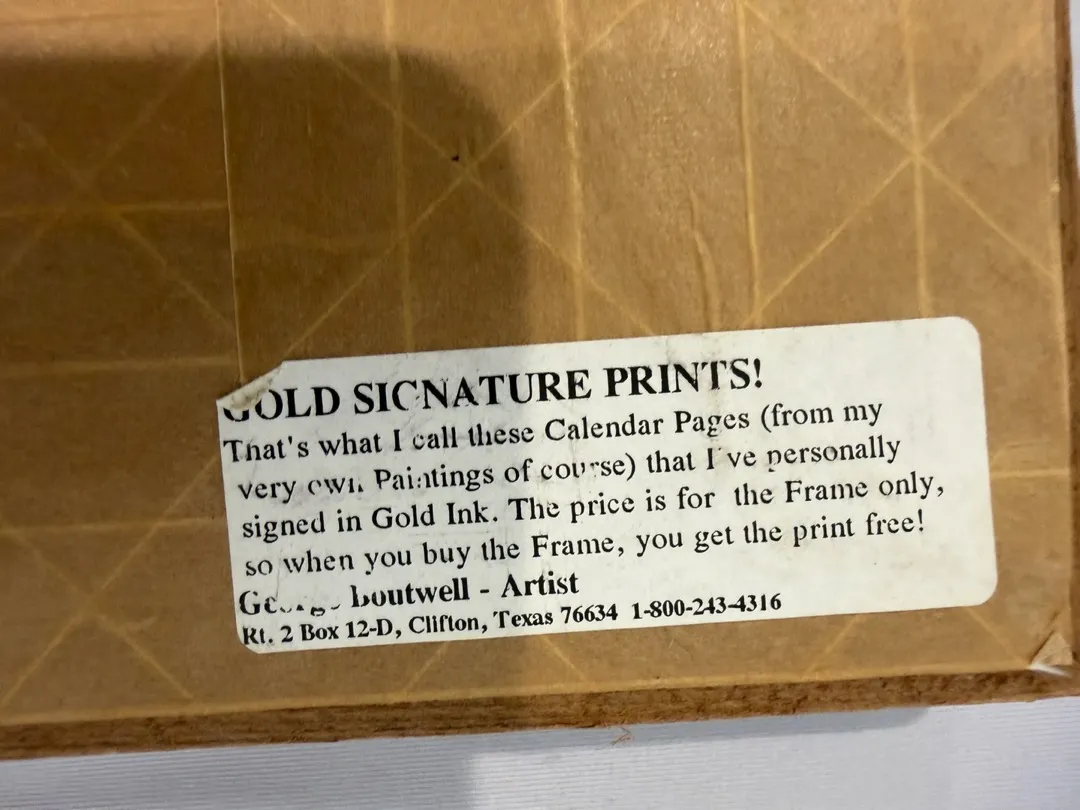 GOLD SIGNATURE PRINTS!
That's what I call these Calendar Pages (from my
very own Paintings of course) that I've personally
signed in Gold Ink. The price is for the Frame only,
so when you buy the Frame, you get the print free!
George Boutwell - Artist
Rt. 2 Box 12-D, Clifton, Texas 76634 1-800-243-4316